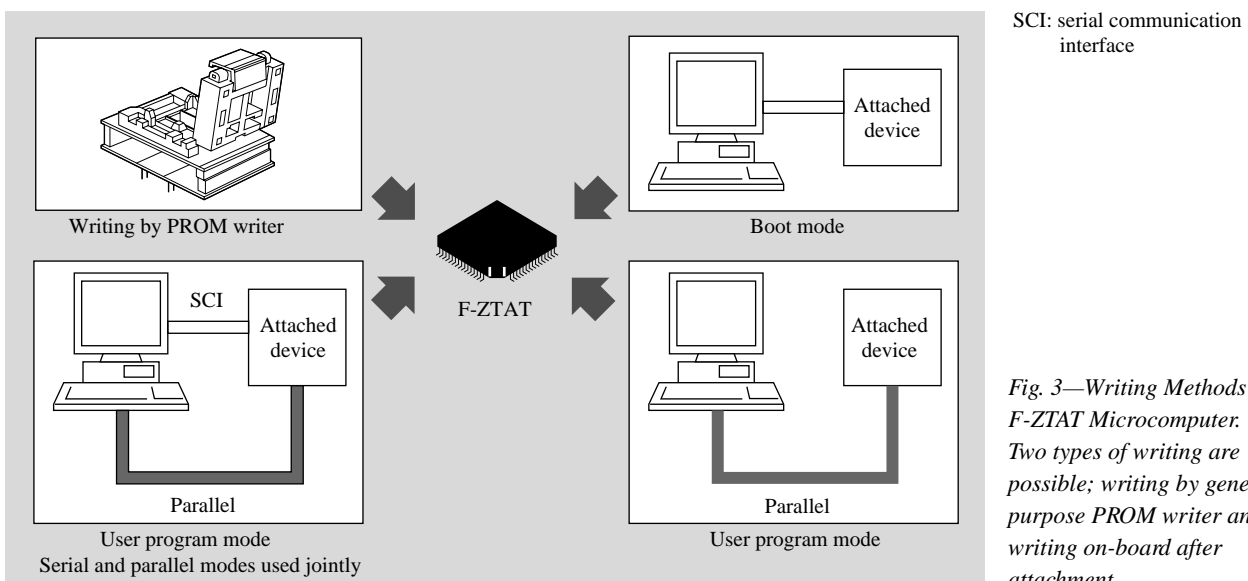 SCI: serial communication
interface
Attached
device
Writing by PROM writer
Boot mode
F-ZTAT
SCI
Attached
device
Parallel
User program mode
Serial and parallel modes used jointly
Attached
device
Parallel
User program mode
Fig. 3—Writing Methods
F-ZTAT Microcomputer.
Two types of writing are
possible; writing by
purpose PROM writer
writing on-board after
attachment